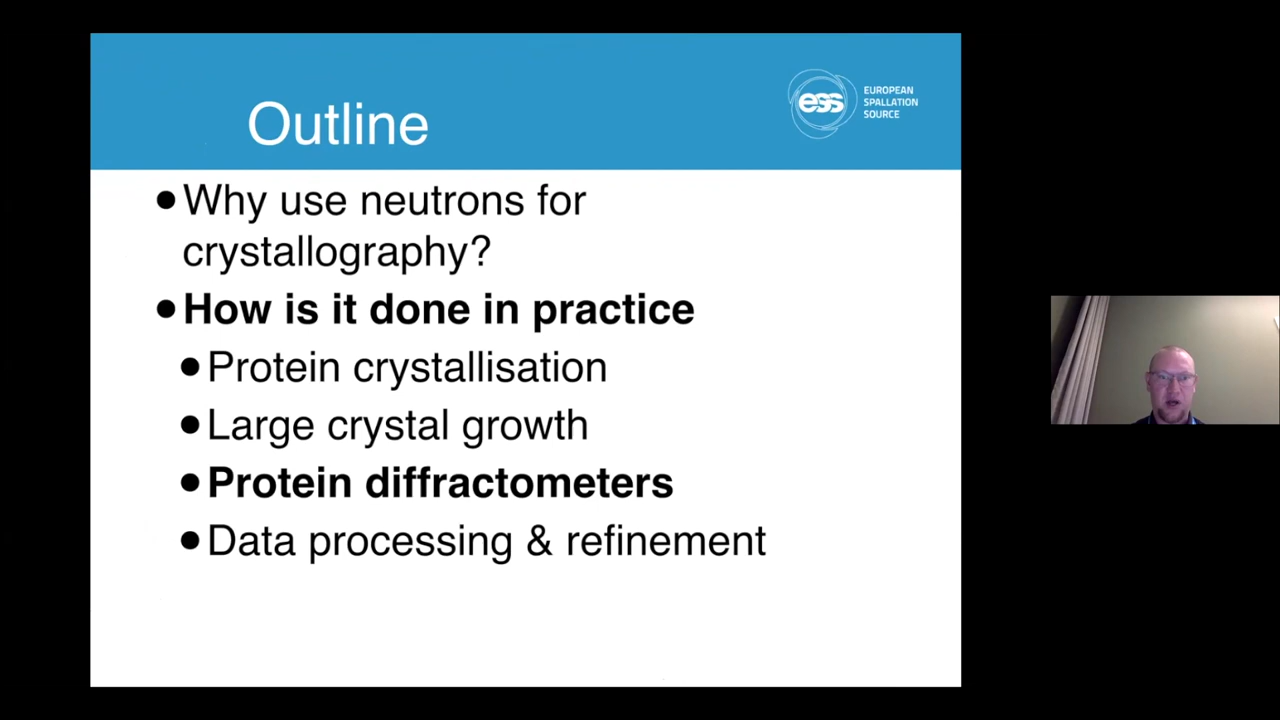 Outline
ess
EUROPEAN
SPALLATION
SOURCE
•Why use neutrons for
crystallography?
•How is it done in practice
•Protein crystallisation
•Large crystal growth
•Protein diffractometers
•Data processing & refinement